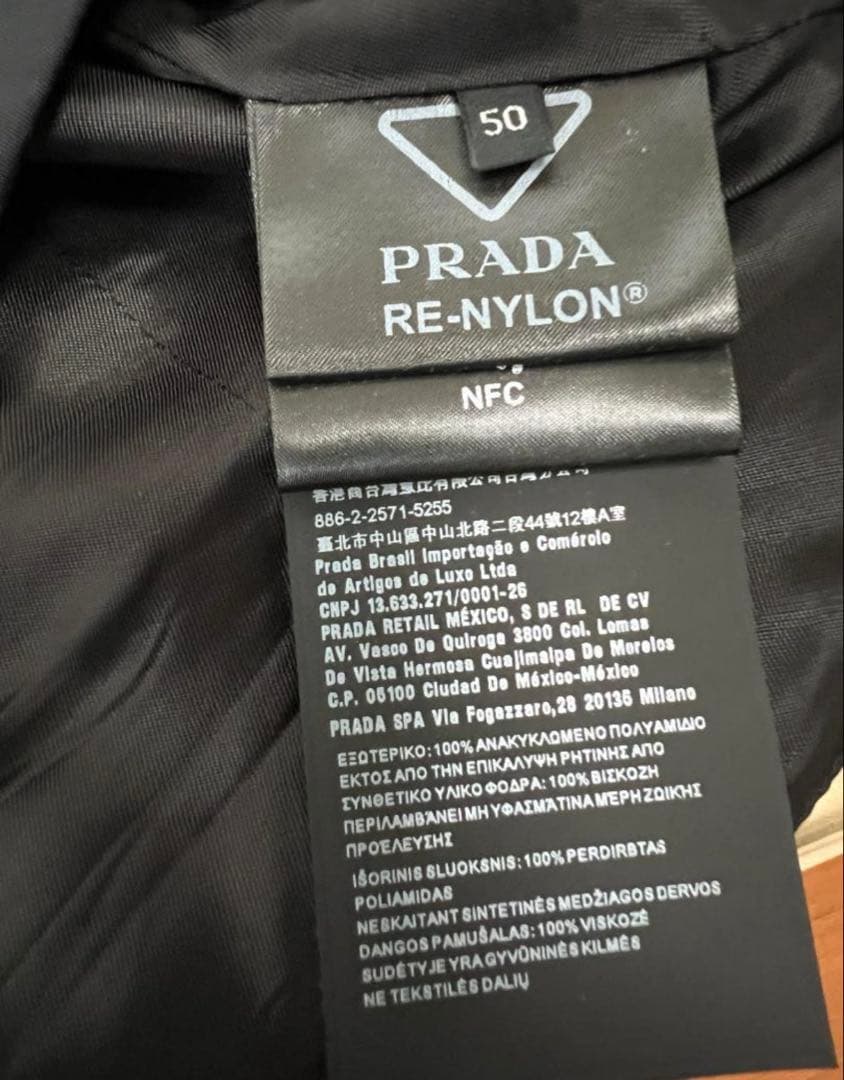 50
PRADA
RE-NYLON®
NFC
886-2-2571-5255
臺北市中山區中山北路二段44號12樓A室
Prada Brasil Importação e Comércio
de Artigos de Luxo Ltda
CNPJ 13.633.271/0001-26
PRADA RETAIL MÉXICO, S DE RL DE CV
AV. Vasco De Quiroga 3800 Col. Lomas
De Vista Hermosa Cuajimalpa De Morelos
C.P. 05100 Ciudad De México-México
PRADA SPA Via Fogazzaro,28 20135 Milano
ΕΞΩΤΕΡΙΚΟ: 100% ΑΝΑΚΥΚΛΩΜΕΝΟ ΠΟΛΥΑΜΙΔΙΟ
ΕΚΤΟΣ ΑΠΟ ΤΗΝ ΕΠΙΚΑΛΥΨΗ ΡΗΤΙΝΗΣ ΑΠΟ
ΣΥΝΘΕΤΙΚΟ ΥΛΙΚΟ ΦΟΔΡΑ: 100% ΒΙΣΚΟΖΗ
ΠΕΡΙΛΑΜΒΆΝΕΙ ΜΗ ΥΦΑΣΜΆΤΙΝΑ ΜΈΡΗ ΖΩΙΚΉΣ
ΠΡΟΈΛΕΥΣΗΣ
IŠORINIS SLUOKSNIS: 100% PERDIRBTAS
POLIAMIDAS
NESKAITANT SINTETINĖS MEDŽIAGOS DERVOS
DANGOS PAMUŠALAS: 100% VISKOZĖ
SUDĖTYJE YRA GYVŪNINĖS KILMĖS
NE TEKSTILĖS DALIŲ